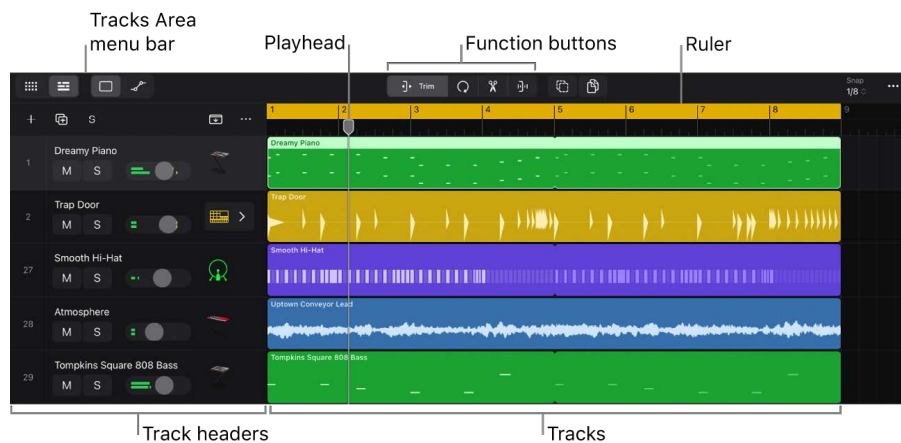 Tracks Area
menu bar
Playhead
Function buttons
Ruler
Trim
Snap
1/8
S
1 2 3 4 5 6 7 8 9
1
Dreamy Piano
M S
Dreamy Piano
2
Trap Door
M S
Trap Door
27
Smooth Hi-Hat
M S
Smooth Hi-Hat
28
Atmosphere
M S
Uptown Conveyor Lead
29
Tompkins Square 808 Bass
M S
Tompkins Square 808 Bass
Track headers
Tracks